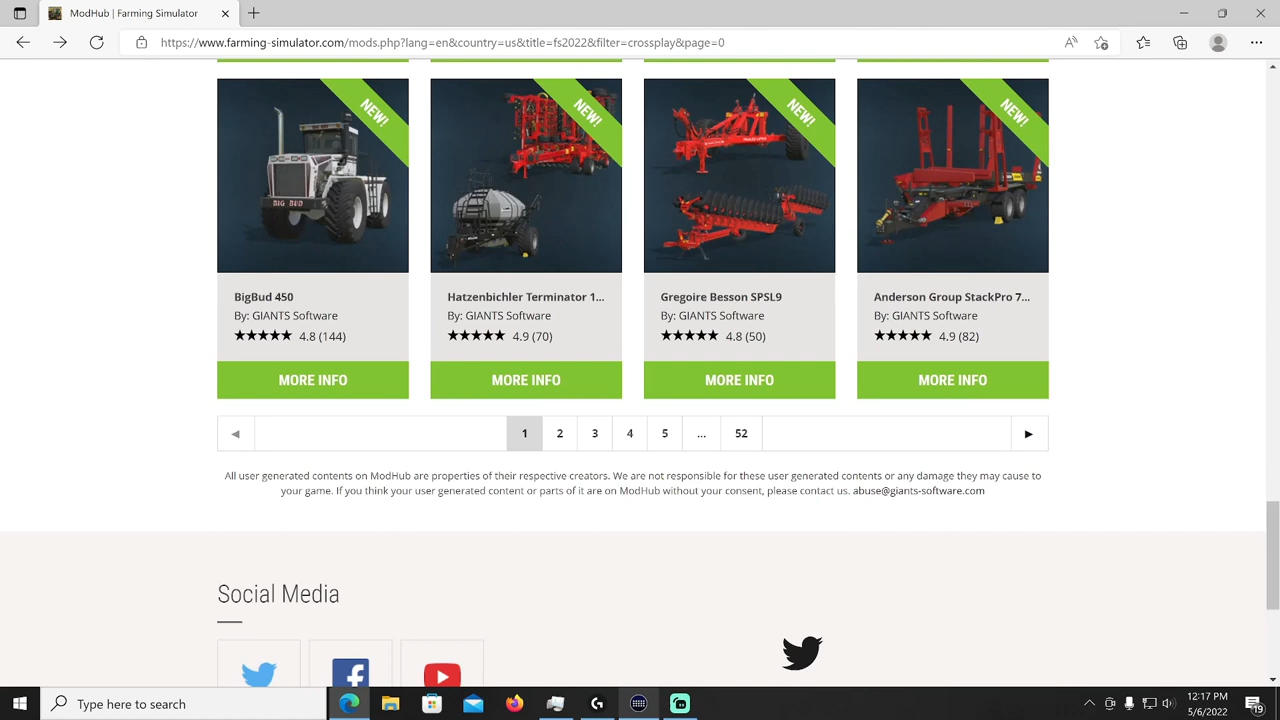 ModHub | Farming Simulator
https://www.farming-simulator.com/mods.php?lang=en&country=us&title=fs2022&filter=crossplay&page=0
NEW! NEW! NEW! NEW!
BIG BUD
BigBud 450 Hatzenbichler Terminator 1... Gregoire Besson SPSL9 Anderson Group StackPro 7...
By: GIANTS Software By: GIANTS Software By: GIANTS Software By: GIANTS Software
★★★★★ 4.8 (144) ★★★★★ 4.9 (70) ★★★★★ 4.8 (50) ★★★★★ 4.9 (82)
MORE INFO MORE INFO MORE INFO MORE INFO
◄ 1 2 3 4 5 ... 52 ►
All user generated contents on ModHub are properties of their respective creators. We are not responsible for these user generated contents or any damage they may cause to
your game. If you think your user generated content or parts of it are on ModHub without your consent, please contact us. abuse@giants-software.com
Social Media
Type here to search
12:17 PM
5/6/2022
19